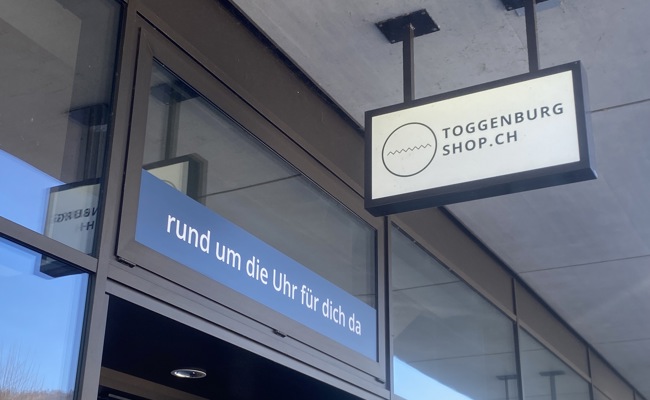 TOGGENBURG
SHOP.CH
rund um die Uhr für dich da